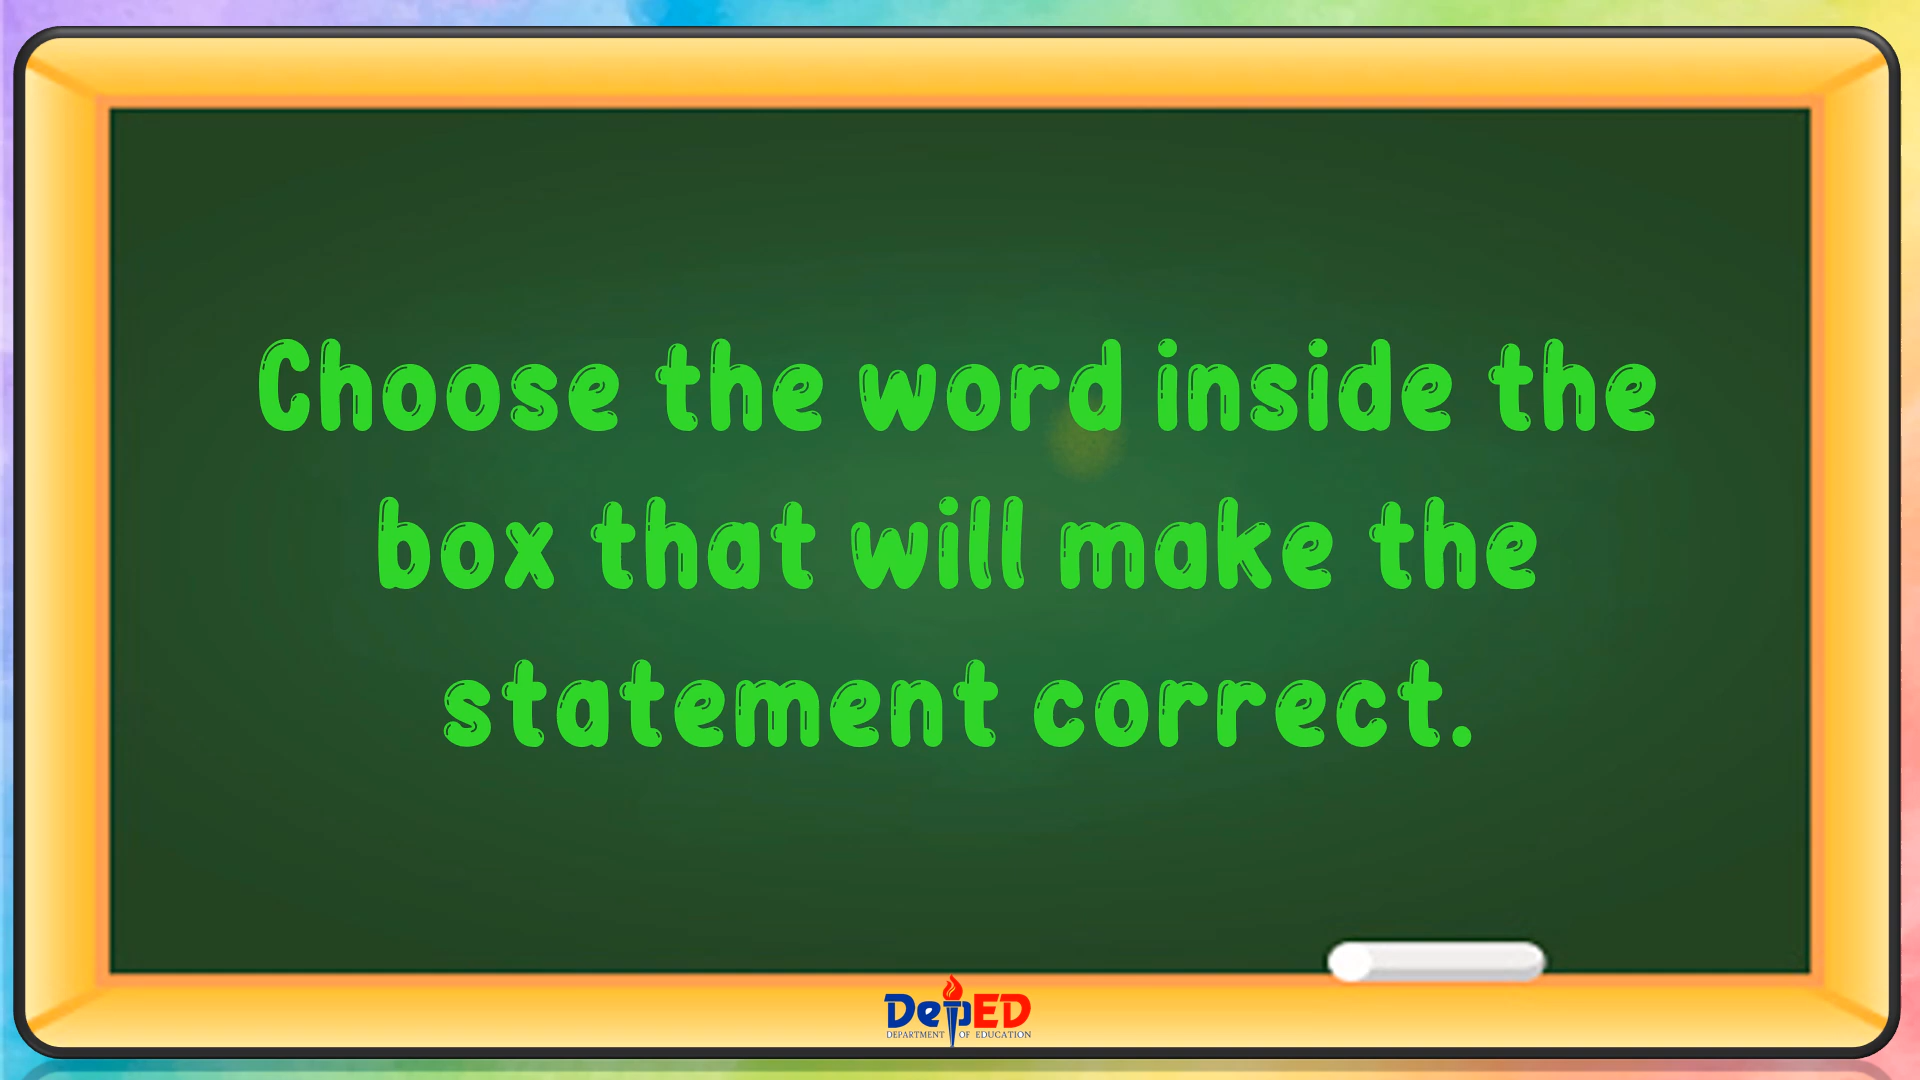 Choose the word inside the
box that will make the
statement correct.
DepED
DEPARTMENT OF EDUCATION